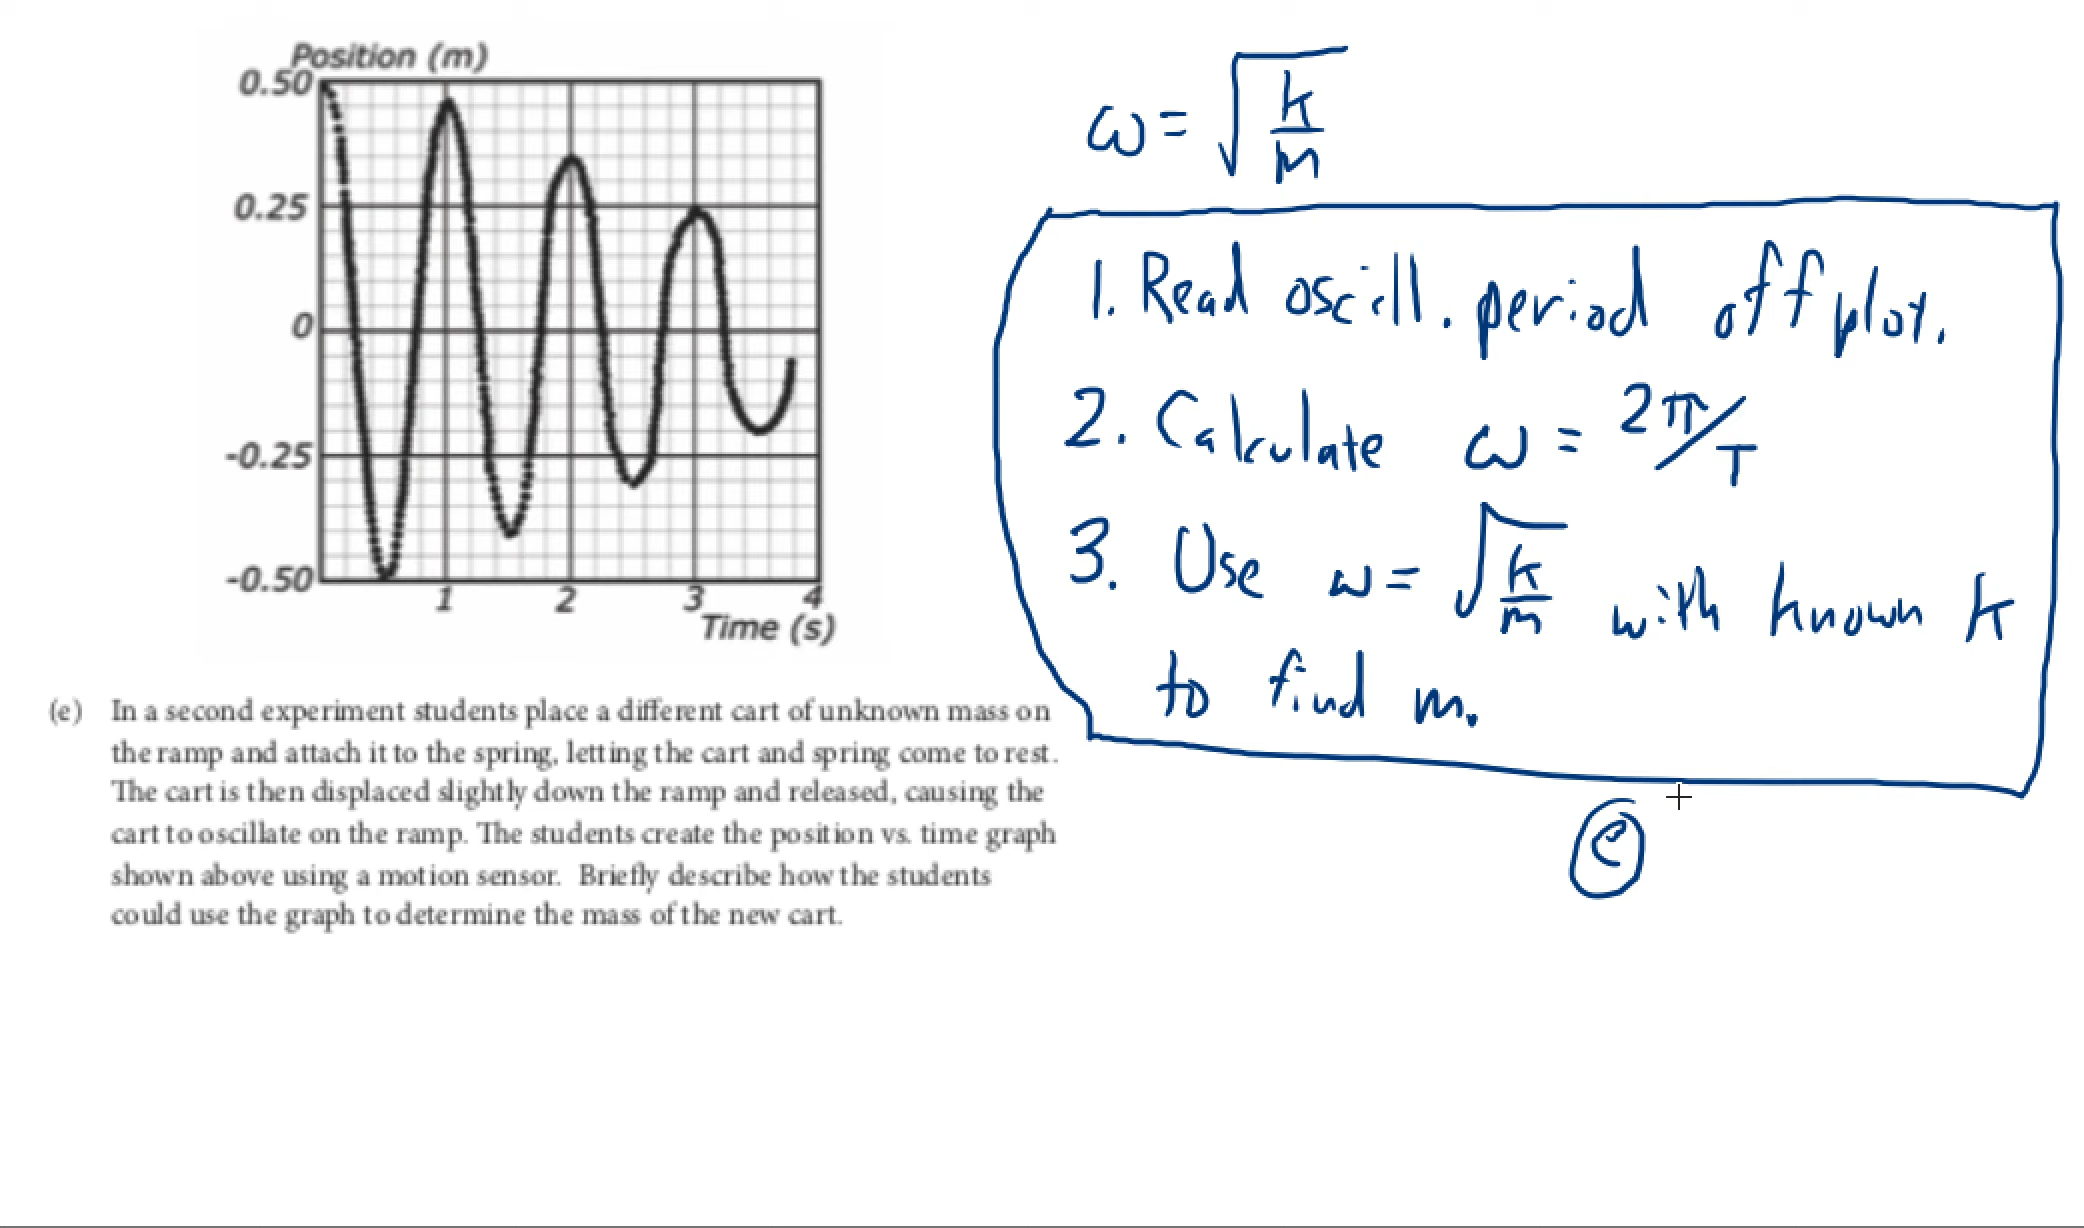 Position (m)
0.50
0.25
0
-0.25
-0.50
1 2 3 4
Time (s)
ω = √(k/m)
1. Read oscill. period off plot.
2. Calculate ω = 2π/T
3. Use ω = √(k/m) with known k
to find m.
(e) In a second experiment students place a different cart of unknown mass on
the ramp and attach it to the spring, letting the cart and spring come to rest.
The cart is then displaced slightly down the ramp and released, causing the
cart to oscillate on the ramp. The students create the position vs. time graph
shown above using a motion sensor. Briefly describe how the students
could use the graph to determine the mass of the new cart.
e